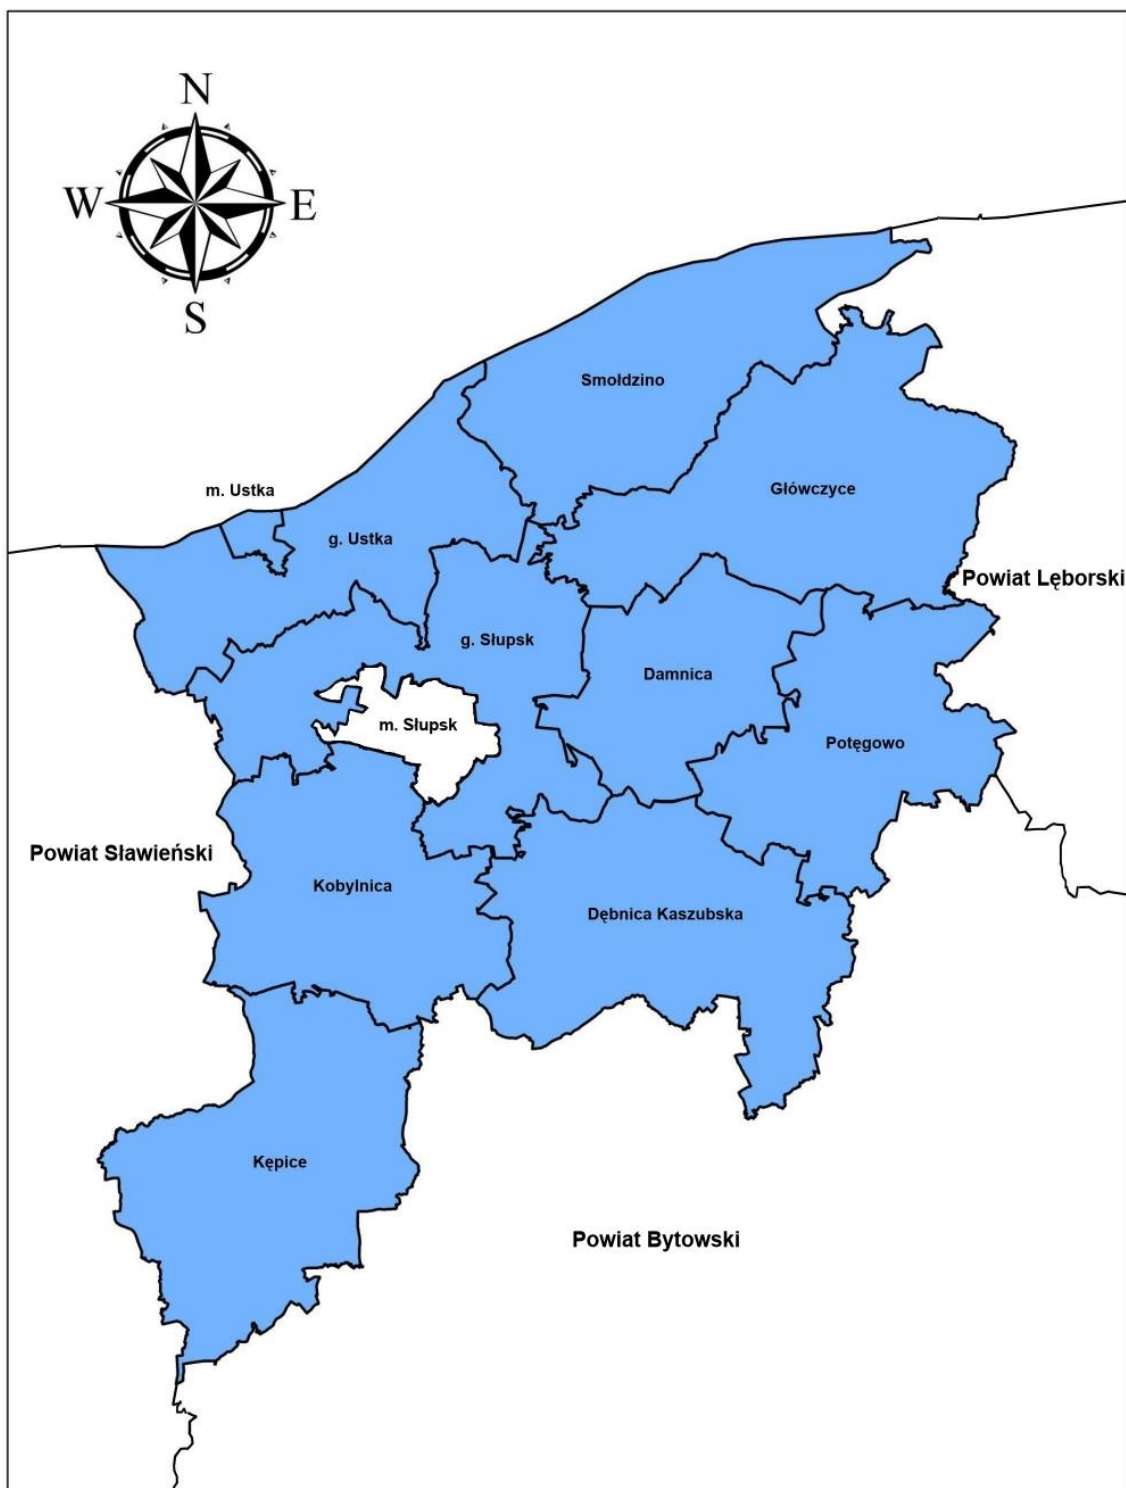 N
W
E
S
Smołdzino
Główczyce
m. Ustka
g. Ustka
Powiat Lęborski
g. Słupsk
Damnica
m. Słupsk
Potęgowo
Powiat Sławieński
Kobylnica
Dębnica Kaszubska
Kępice
Powiat Bytowski